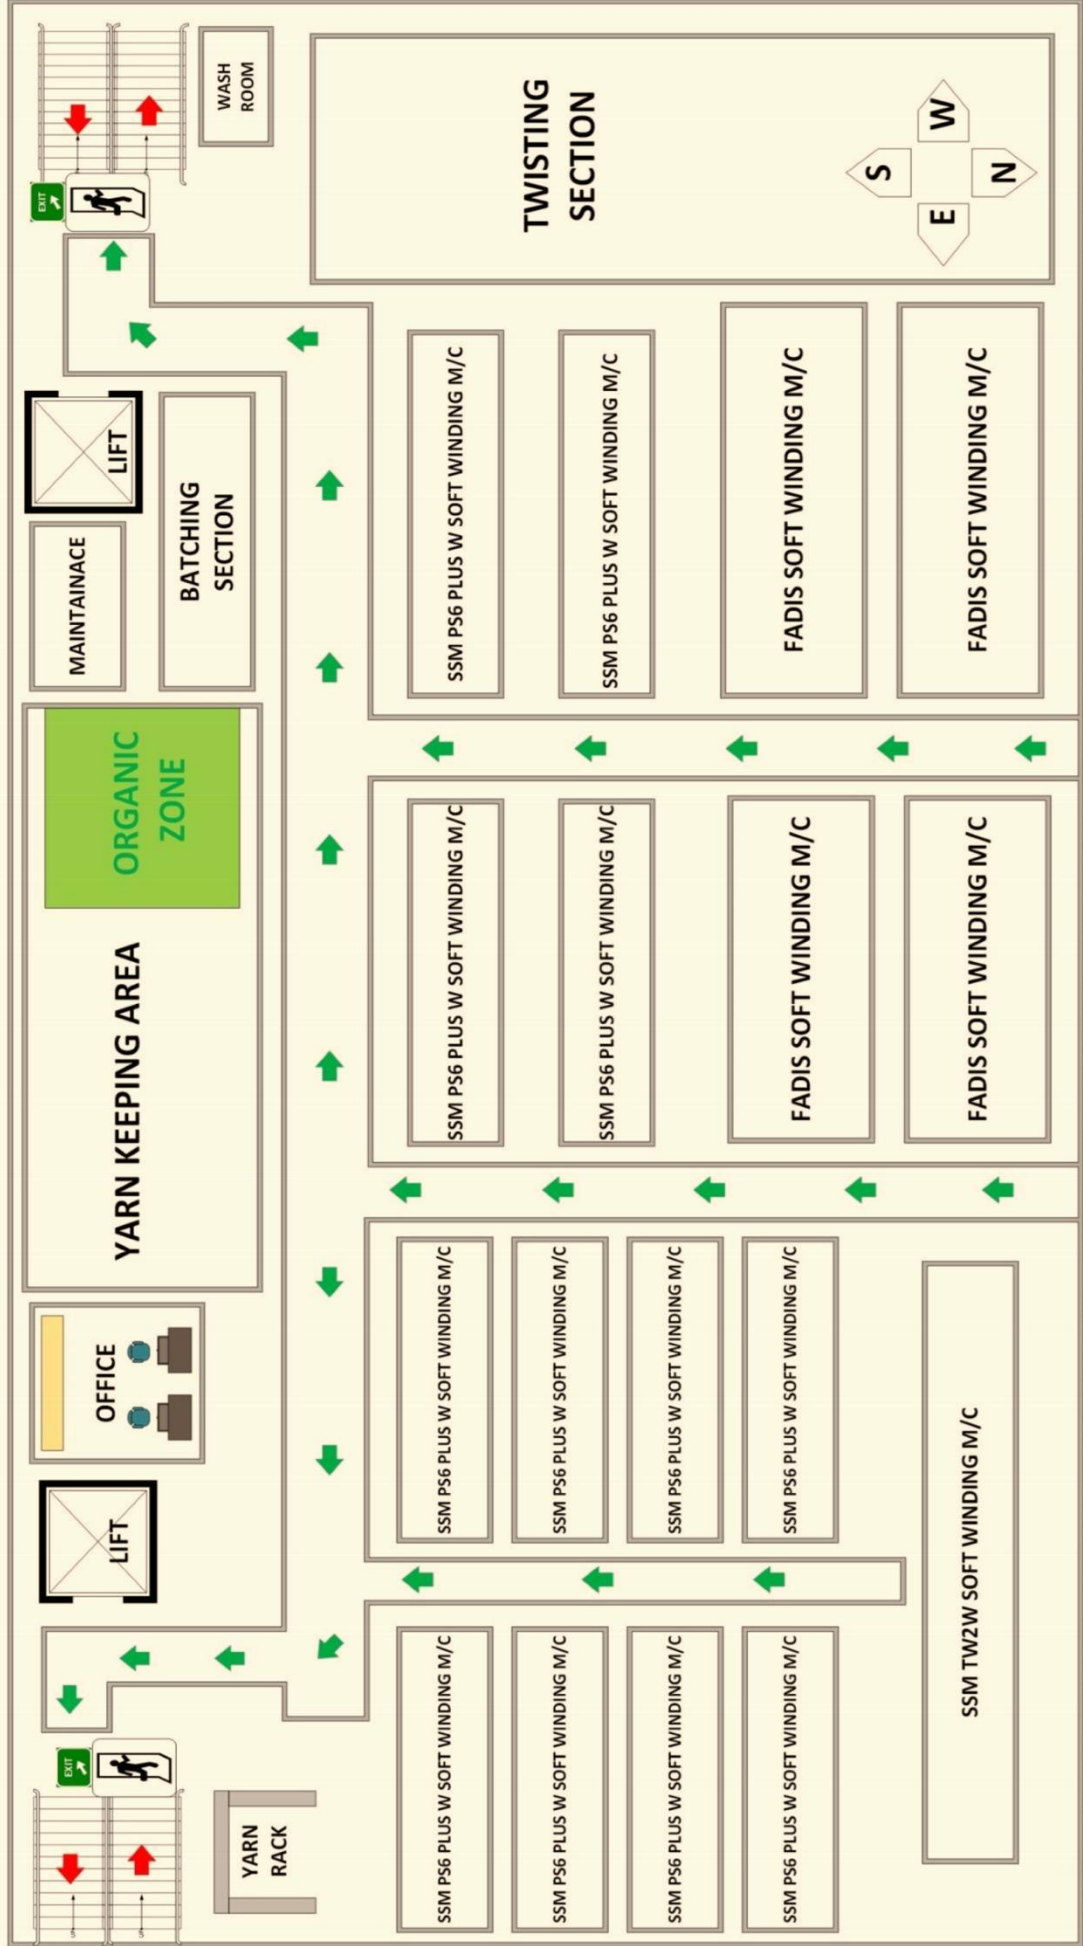 WASH
ROOM
EXIT
TWISTING
SECTION
W
S
N
E
LIFT
BATCHING
SECTION
MAINTAINACE
SSM PS6 PLUS W SOFT WINDING M/C
SSM PS6 PLUS W SOFT WINDING M/C
FADIS SOFT WINDING M/C
FADIS SOFT WINDING M/C
ORGANIC
ZONE
YARN KEEPING AREA
SSM PS6 PLUS W SOFT WINDING M/C
SSM PS6 PLUS W SOFT WINDING M/C
FADIS SOFT WINDING M/C
FADIS SOFT WINDING M/C
OFFICE
LIFT
SSM PS6 PLUS W SOFT WINDING M/C
SSM PS6 PLUS W SOFT WINDING M/C
SSM PS6 PLUS W SOFT WINDING M/C
SSM PS6 PLUS W SOFT WINDING M/C
SSM TW2W SOFT WINDING M/C
EXIT
YARN
RACK
SSM PS6 PLUS W SOFT WINDING M/C
SSM PS6 PLUS W SOFT WINDING M/C
SSM PS6 PLUS W SOFT WINDING M/C
SSM PS6 PLUS W SOFT WINDING M/C